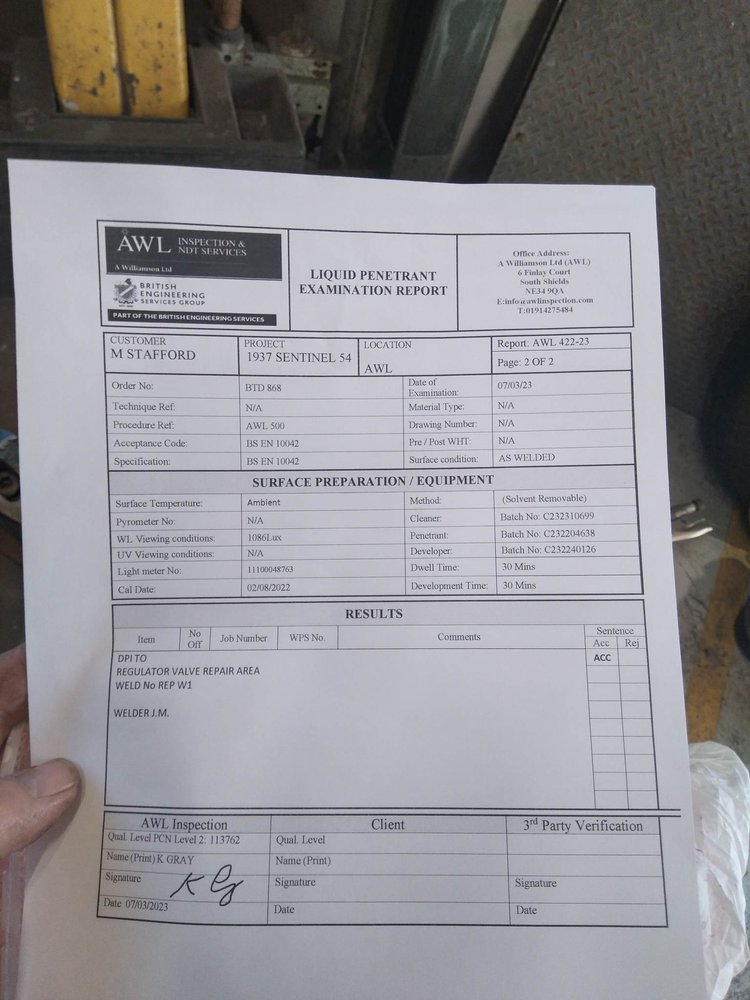 AWL INSPECTION &
NDT SERVICES
A Williamson Ltd
BRITISH
ENGINEERING
SERVICES GROUP
PART OF THE BRITISH ENGINEERING SERVICES
LIQUID PENETRANT
EXAMINATION REPORT
Office Address:
A Williamson Ltd (AWL)
6 Finlay Court
South Shields
NE34 9QA
E:info@awlinspection.com
T:01914275484
CUSTOMER
M STAFFORD
PROJECT
1937 SENTINEL 54
LOCATION
AWL
Report: AWL 422-23
Page: 2 OF 2
Order No: BTD 868 Date of Examination: 07/03/23
Technique Ref: N/A Material Type: N/A
Procedure Ref: AWL 500 Drawing Number: N/A
Acceptance Code: BS EN 10042 Pre / Post WHT: N/A
Specification: BS EN 10042 Surface condition: AS WELDED
SURFACE PREPARATION / EQUIPMENT
Surface Temperature: Ambient Method: (Solvent Removable)
Pyrometer No: N/A Cleaner: Batch No: C232310699
WL Viewing conditions: 1086Lux Penetrant: Batch No: C232204638
UV Viewing conditions: N/A Developer: Batch No: C232240126
Light meter No: 11100048763 Dwell Time: 30 Mins
Cal Date: 02/08/2022 Development Time: 30 Mins
RESULTS
Item No Off Job Number WPS No. Comments Sentence
Acc Rej
DPI TO ACC
REGULATOR VALVE REPAIR AREA
WELD No REP W1
WELDER J.M.
AWL Inspection Client 3rd Party Verification
Qual. Level PCN Level 2: 113762 Qual. Level
Name (Print) K GRAY Name (Print)
Signature K G Signature Signature
Date 07/03/2023 Date Date